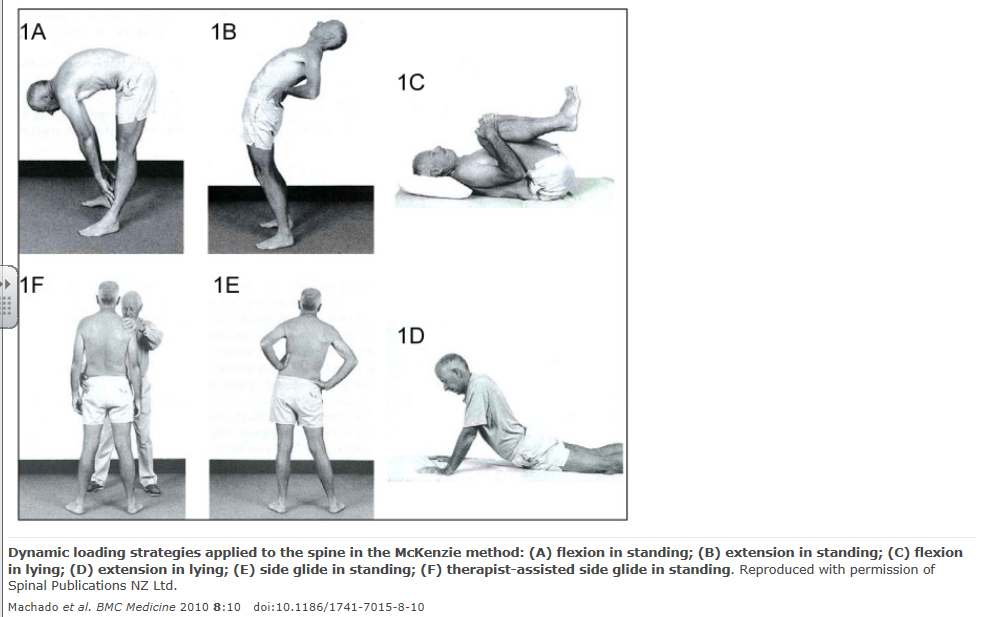 1A
1B
1C
1F
1E
1D
Dynamic loading strategies applied to the spine in the McKenzie method: (A) flexion in standing; (B) extension in standing; (C) flexion
in lying; (D) extension in lying; (E) side glide in standing; (F) therapist-assisted side glide in standing. Reproduced with permission of
Spinal Publications NZ Ltd.
Machado et al. BMC Medicine 2010 8:10 doi:10.1186/1741-7015-8-10